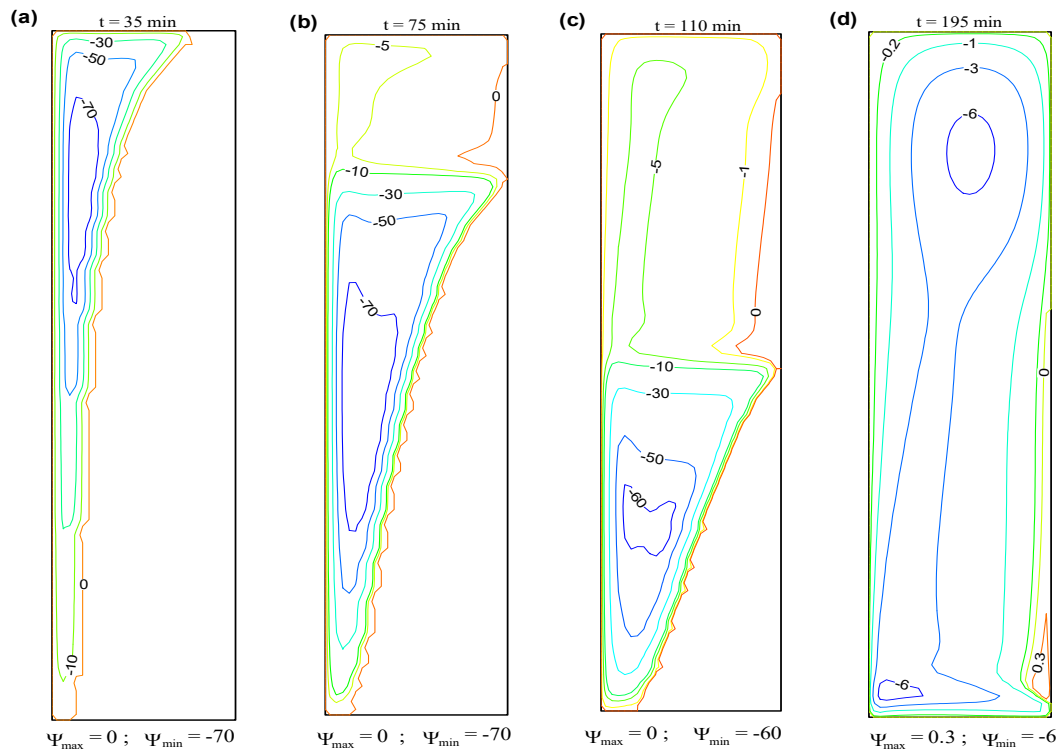 (a)
t = 35 min
-30
-50
-70
0
-10
Ψmax = 0 ; Ψmin = -70
(b)
t = 75 min
-5
0
-10
-30
-50
-70
Ψmax = 0 ; Ψmin = -70
(c)
t = 110 min
-5
-1
0
-10
-30
-50
-60
Ψmax = 0 ; Ψmin = -60
(d)
t = 195 min
-0.2
-1
-3
-6
0
0.3
-6
Ψmax = 0.3 ; Ψmin = -6